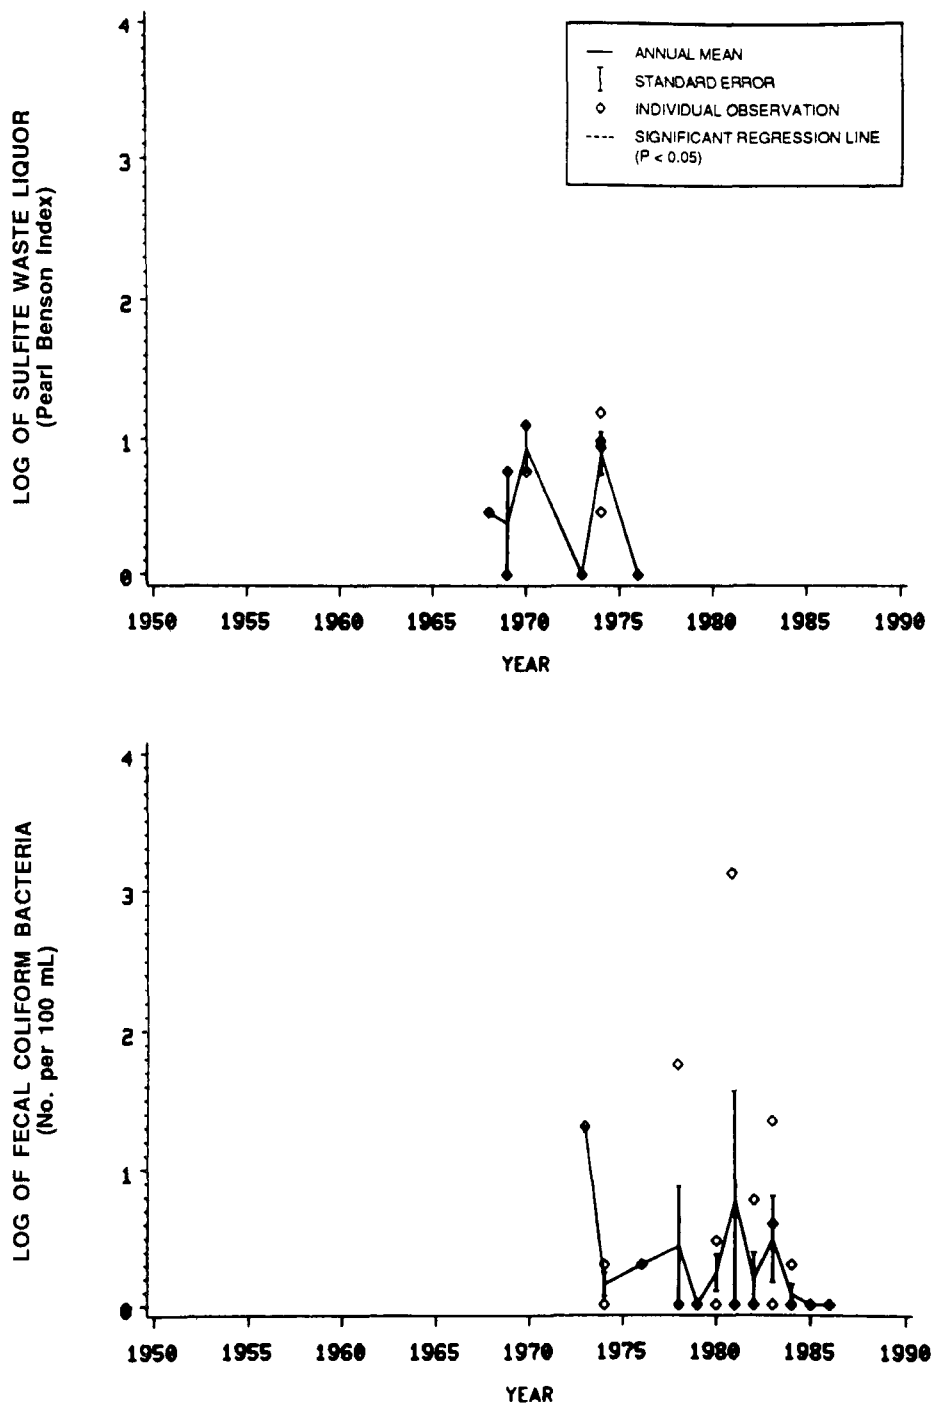 4
3
2
1
0
LOG OF SULFITE WASTE LIQUOR
(Pearl Benson Index)
ANNUAL MEAN
STANDARD ERROR
INDIVIDUAL OBSERVATION
SIGNIFICANT REGRESSION LINE
(P < 0.05)
1950 1955 1960 1965 1970 1975 1980 1985 1990
YEAR
4
3
2
1
0
LOG OF FECAL COLIFORM BACTERIA
(No. per 100 mL)
1950 1955 1960 1965 1970 1975 1980 1985 1990
YEAR